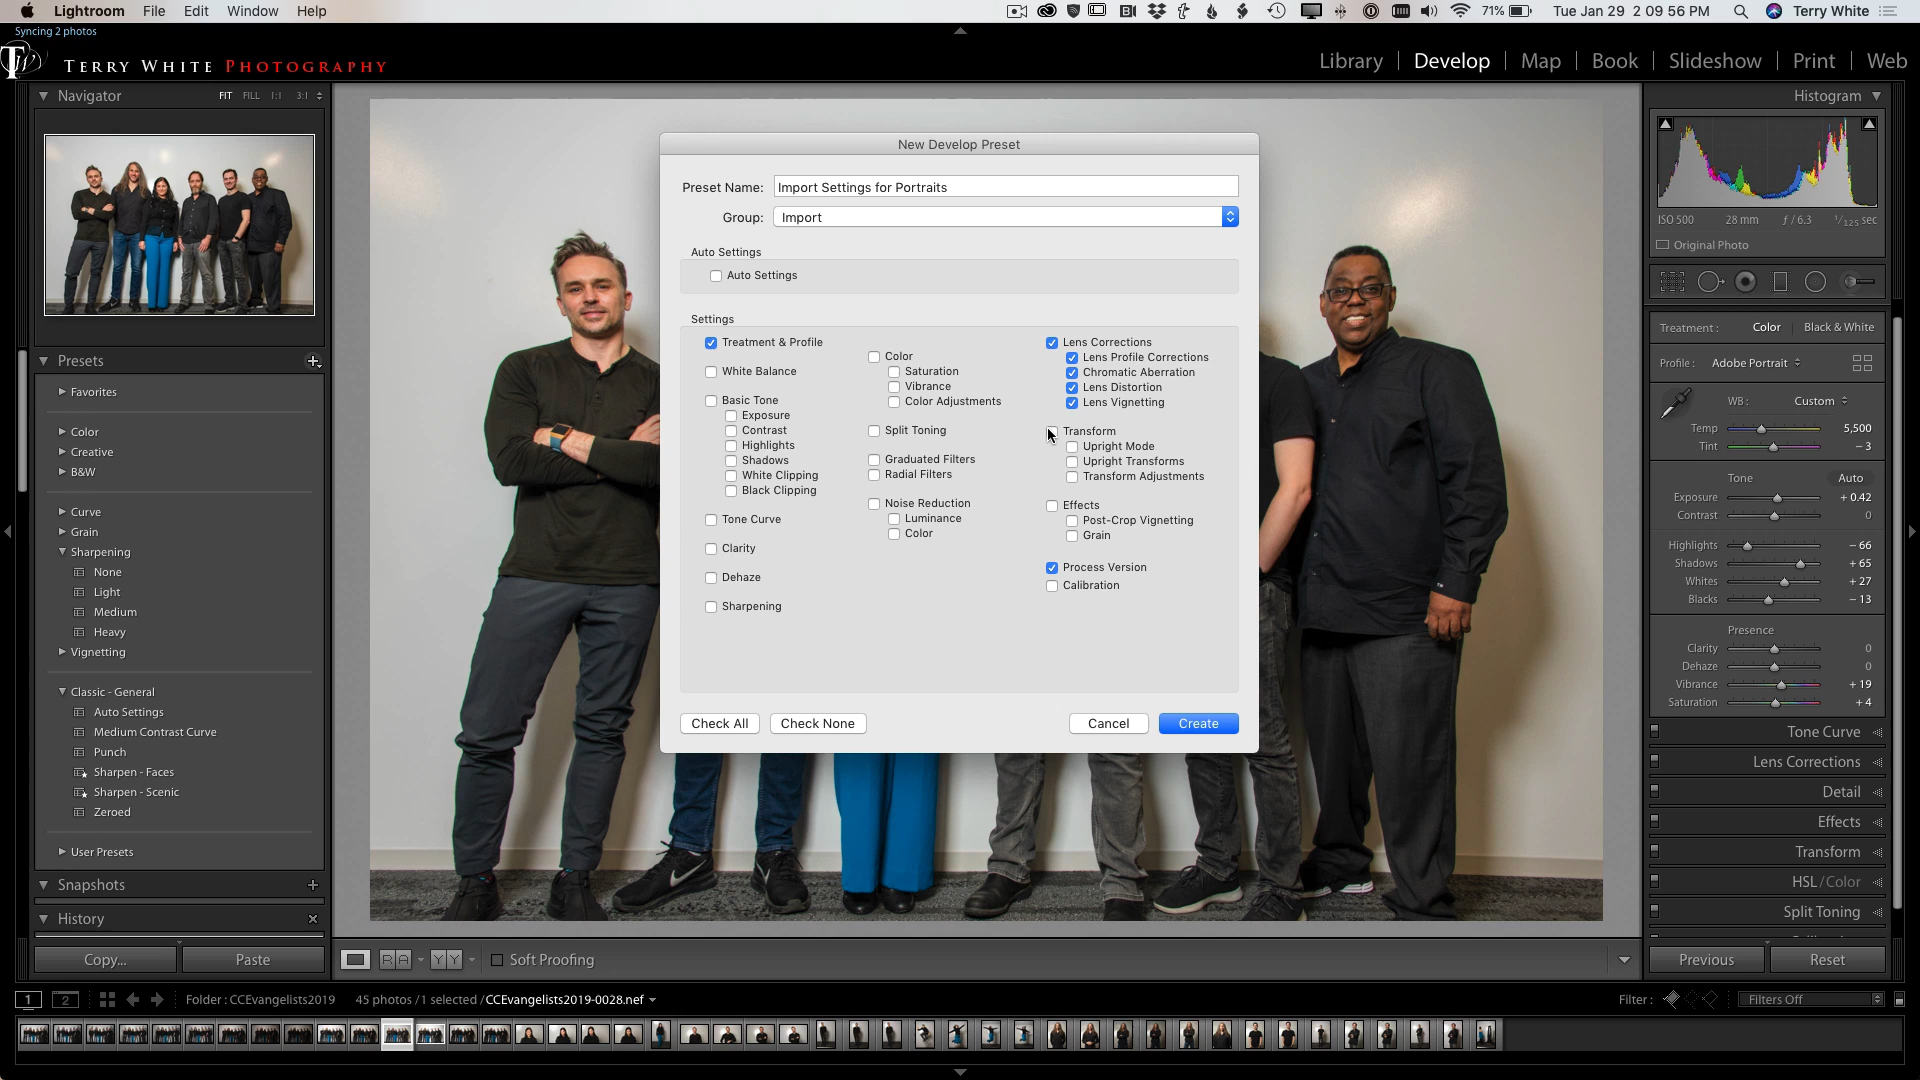 Lightroom File Edit Window Help 71% Tue Jan 29 2 09 56 PM Terry White
Syncing 2 photos
TW TERRY WHITE PHOTOGRAPHY
Library | Develop | Map | Book | Slideshow | Print | Web
Navigator FIT FILL 1:1 3:1
Presets
Favorites
Color
Creative
B&W
Curve
Grain
Sharpening
None
Light
Medium
Heavy
Vignetting
Classic - General
Auto Settings
Medium Contrast Curve
Punch
Sharpen - Faces
Sharpen - Scenic
Zeroed
User Presets
Snapshots
History
Copy... Paste
New Develop Preset
Preset Name: Import Settings for Portraits
Group: Import
Auto Settings
Auto Settings
Settings
Treatment & Profile
White Balance
Basic Tone
Exposure
Contrast
Highlights
Shadows
White Clipping
Black Clipping
Tone Curve
Clarity
Dehaze
Sharpening
Color
Saturation
Vibrance
Color Adjustments
Split Toning
Graduated Filters
Radial Filters
Noise Reduction
Luminance
Color
Lens Corrections
Lens Profile Corrections
Chromatic Aberration
Lens Distortion
Lens Vignetting
Transform
Upright Mode
Upright Transforms
Transform Adjustments
Effects
Post-Crop Vignetting
Grain
Process Version
Calibration
Check All Check None Cancel Create
Histogram
ISO 500 28 mm ƒ / 6.3 1/125 sec
Original Photo
Treatment : Color Black & White
Profile : Adobe Portrait
WB : Custom
Temp 5,500
Tint – 3
Tone Auto
Exposure + 0.42
Contrast 0
Highlights – 66
Shadows + 65
Whites + 27
Blacks – 13
Presence
Clarity 0
Dehaze 0
Vibrance + 19
Saturation + 4
Tone Curve
Lens Corrections
Detail
Effects
Transform
HSL / Color
Split Toning
Previous Reset
R A Y Y Soft Proofing
1 2 Folder : CCEvangelists2019 45 photos / 1 selected / CCEvangelists2019-0028.nef Filter : Filters Off